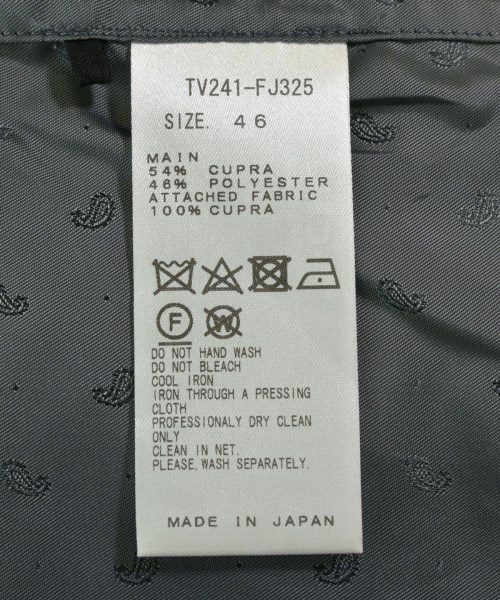 TV241-FJ325
SIZE. 46
MAIN
54% CUPRA
46% POLYESTER
ATTACHED FABRIC
100% CUPRA
F W
DO NOT HAND WASH
DO NOT BLEACH
COOL IRON
IRON THROUGH A PRESSING
CLOTH
PROFESSIONALY DRY CLEAN
ONLY
CLEAN IN NET.
PLEASE.WASH SEPARATELY.
MADE IN JAPAN